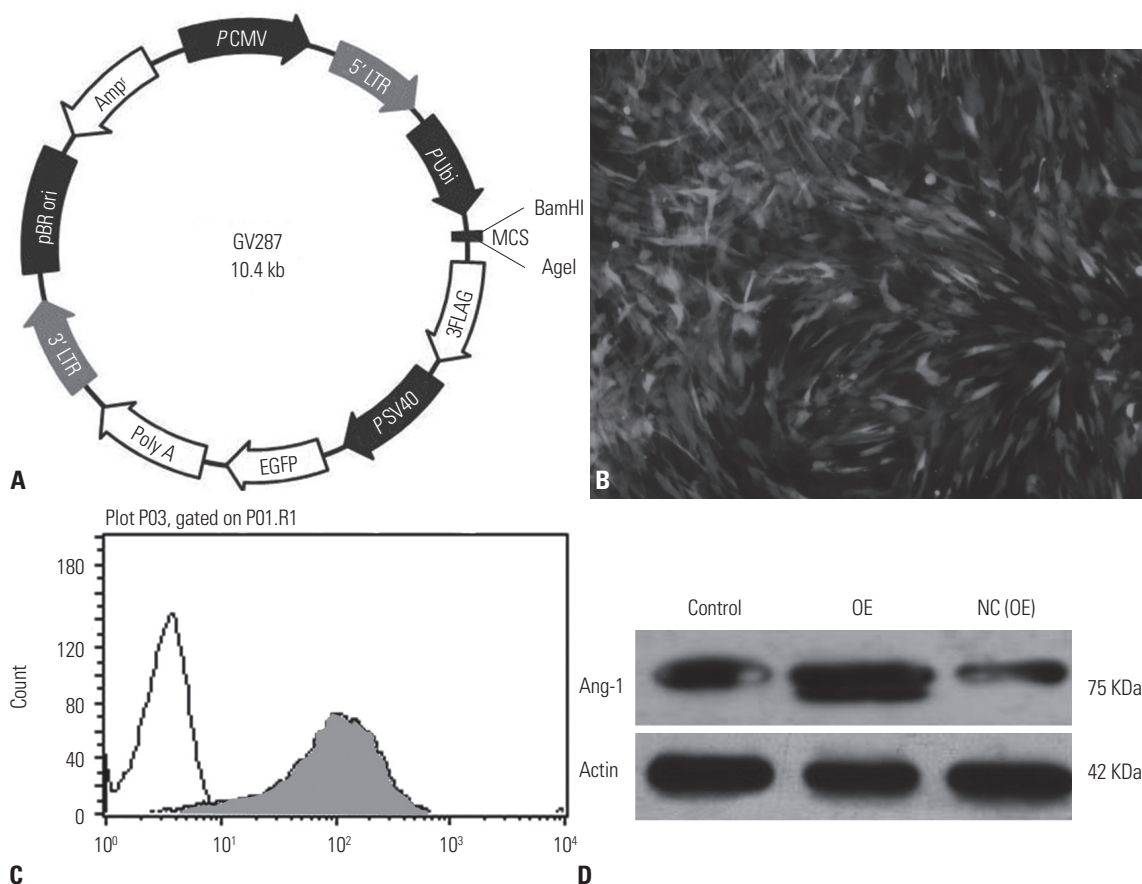 PCMV
5′ LTR
PUbi
BamHI
MCS
AgeI
3FLAG
PSV40
EGFP
Poly A
3′ LTR
pBR ori
Ampʳ
GV287
10.4 kb
A
B
Plot P03, gated on P01.R1
Count
180
160
120
80
40
0
10⁰
10¹
10²
10³
10⁴
C
Control OE NC (OE)
Ang-1 75 KDa
Actin 42 KDa
D